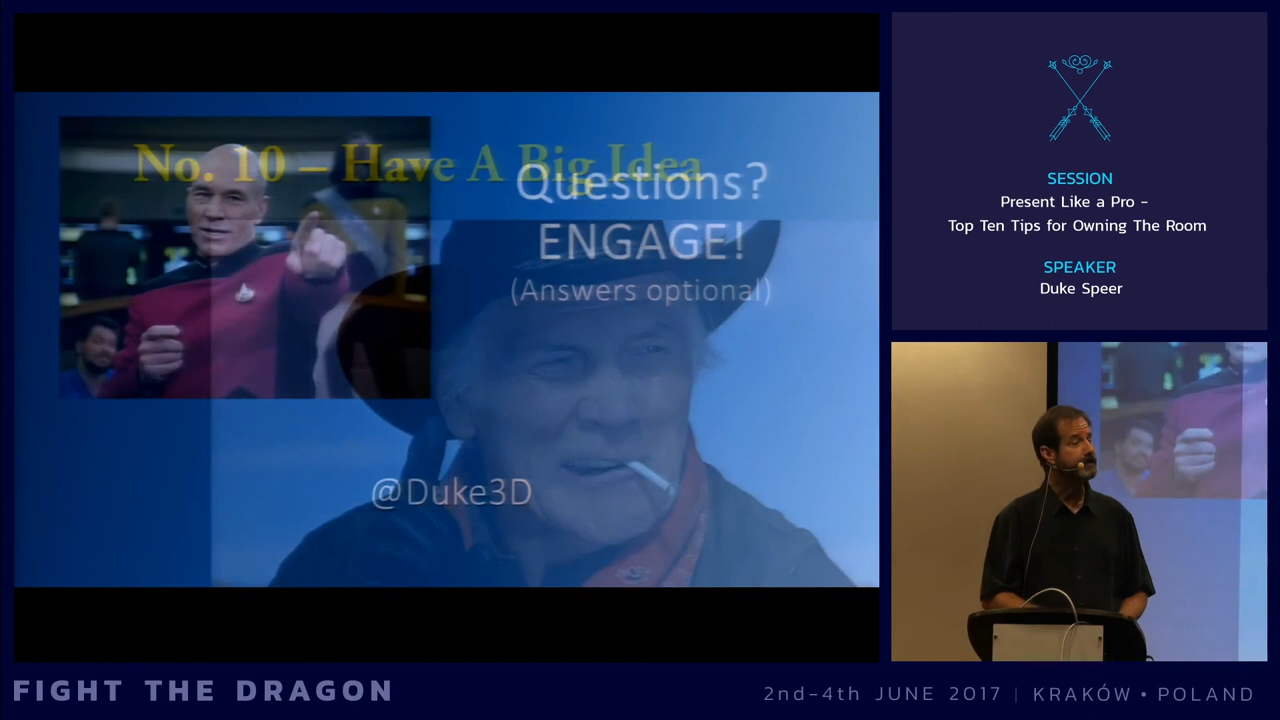 No. 10 – Have A Big Idea
Questions?
ENGAGE!
(Answers optional)
@Duke3D
SESSION
Present Like a Pro -
Top Ten Tips for Owning The Room
SPEAKER
Duke Speer
FIGHT THE DRAGON
2nd-4th JUNE 2017 | KRAKÓW • POLAND